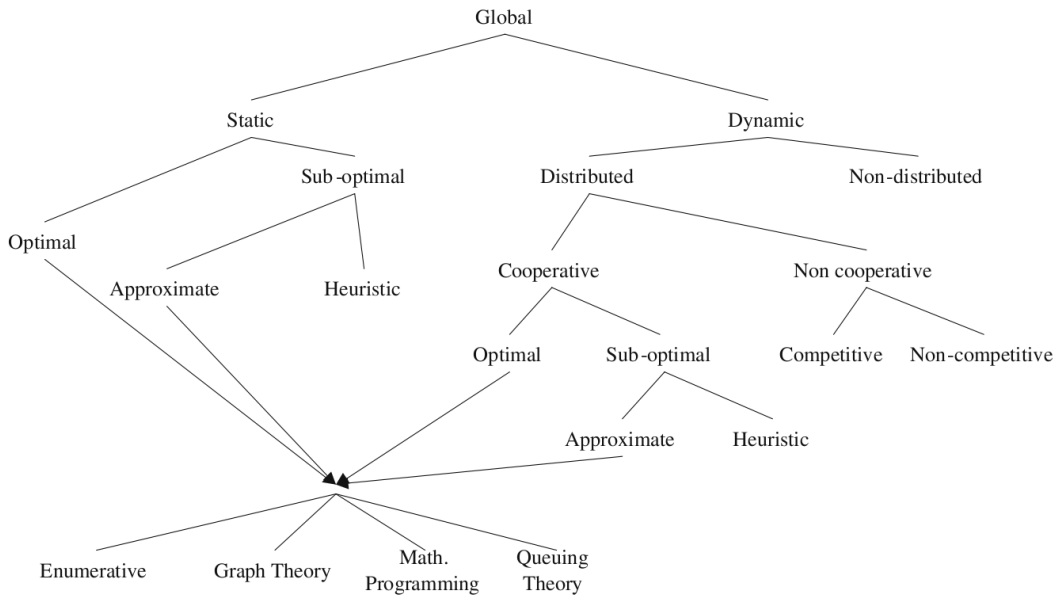 Global
Static
Dynamic
Sub-optimal
Distributed
Non-distributed
Optimal
Cooperative
Non cooperative
Approximate
Heuristic
Optimal
Sub-optimal
Competitive
Non-competitive
Approximate
Heuristic
Enumerative
Graph Theory
Math.
Programming
Queuing
Theory